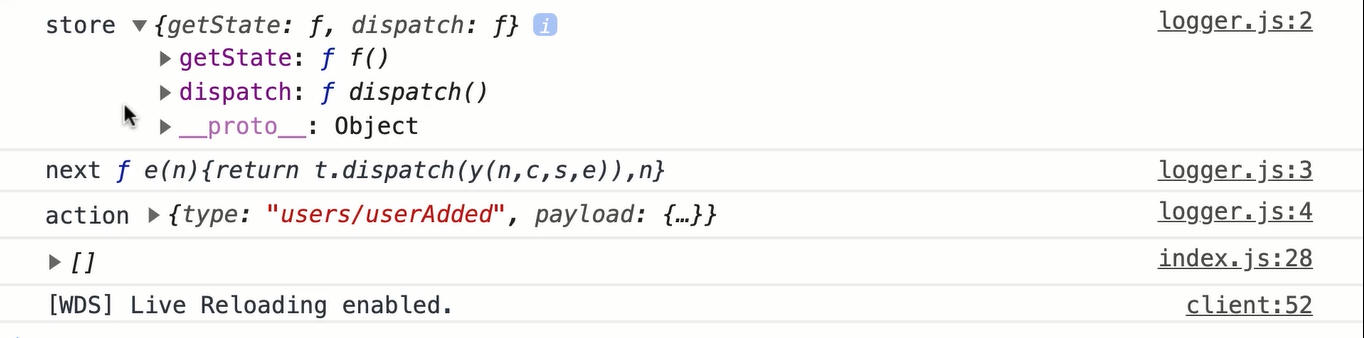 store ▼{getState: ƒ, dispatch: ƒ} i logger.js:2
▶getState: ƒ f()
▶dispatch: ƒ dispatch()
▶__proto__: Object
next ƒ e(n){return t.dispatch(y(n,c,s,e)),n} logger.js:3
action ▶{type: "users/userAdded", payload: {…}} logger.js:4
▶[] index.js:28
[WDS] Live Reloading enabled. client:52